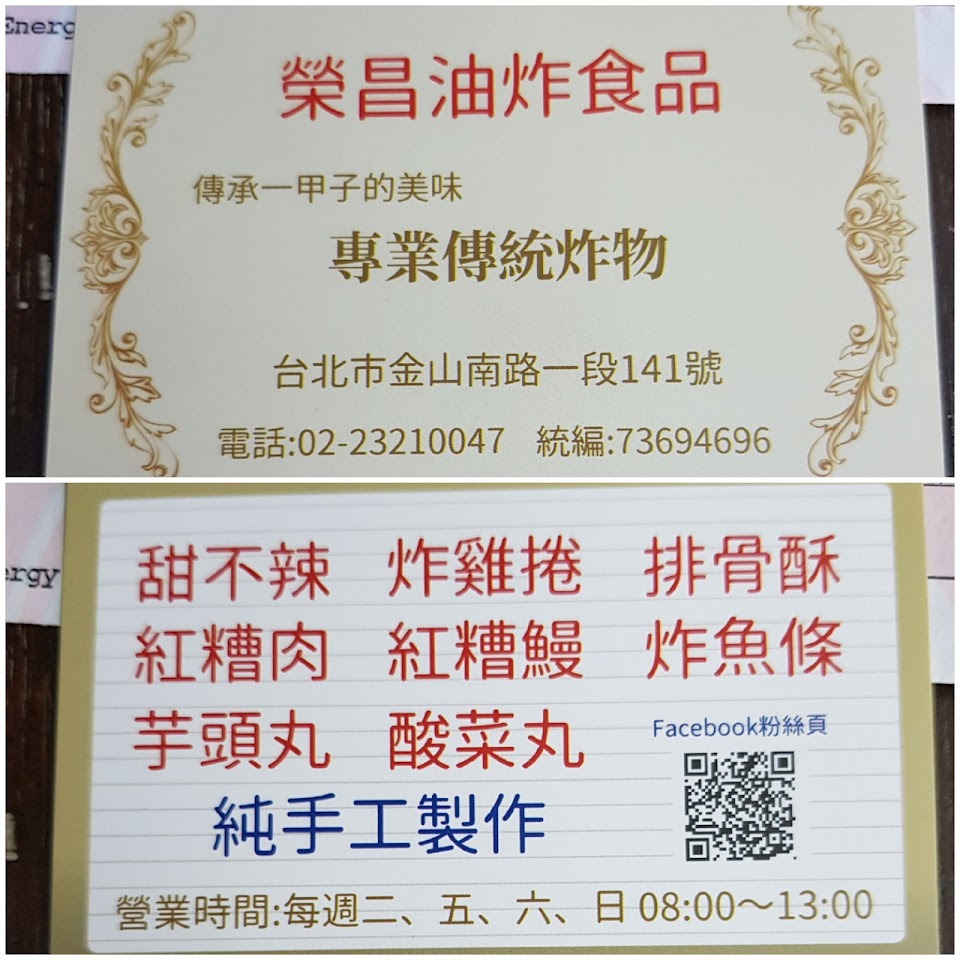 Energ
榮昌油炸食品
傳承一甲子的美味
專業傳統炸物
台北市金山南路一段141號
電話:02-23210047 統編:73694696
ergy
甜不辣 炸雞捲 排骨酥
紅糟肉 紅糟鰻 炸魚條
芋頭丸 酸菜丸
Facebook粉絲頁
純手工製作
營業時間:每週二、五、六、日 08:00～13:00